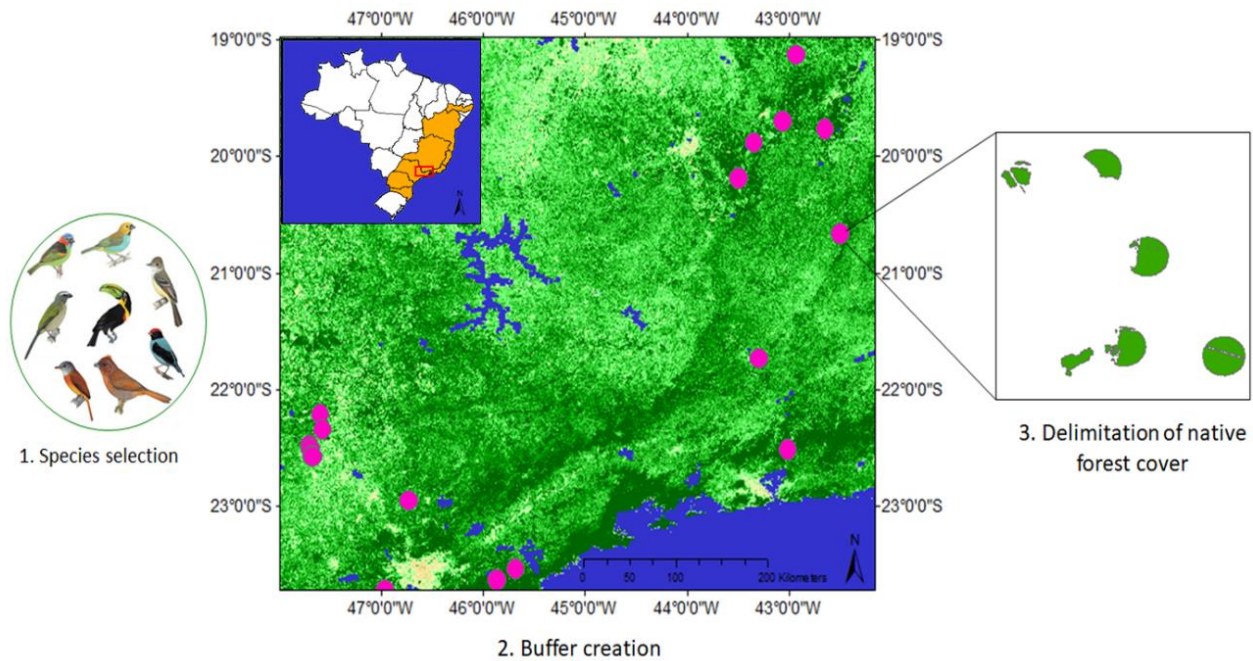 47°0'0"W 46°0'0"W 45°0'0"W 44°0'0"W 43°0'0"W
19°0'0"S 19°0'0"S
20°0'0"S 20°0'0"S
21°0'0"S 21°0'0"S
22°0'0"S 22°0'0"S
23°0'0"S 23°0'0"S
N
1. Species selection
3. Delimitation of native
forest cover
N
0 50 100 200 Kilometers
47°0'0"W 46°0'0"W 45°0'0"W 44°0'0"W 43°0'0"W
2. Buffer creation